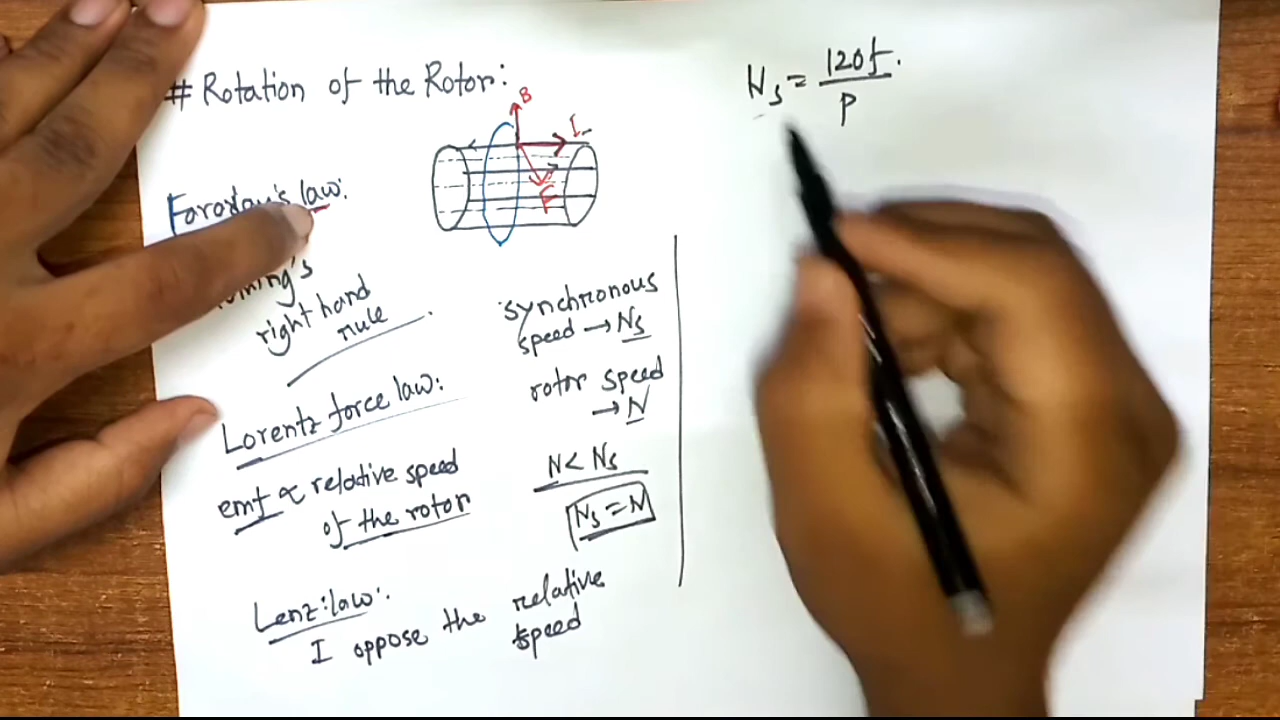 # Rotation of the Rotor:
B
I
F
law:
right hand
rule
Lorentz force law:
emf ∝ relative speed
of the rotor
Lenz:law:
I oppose the relative
speed
synchronous
speed → Ns
rotor speed
→ N
N < Ns
Ns = N
Ns = 120f
P